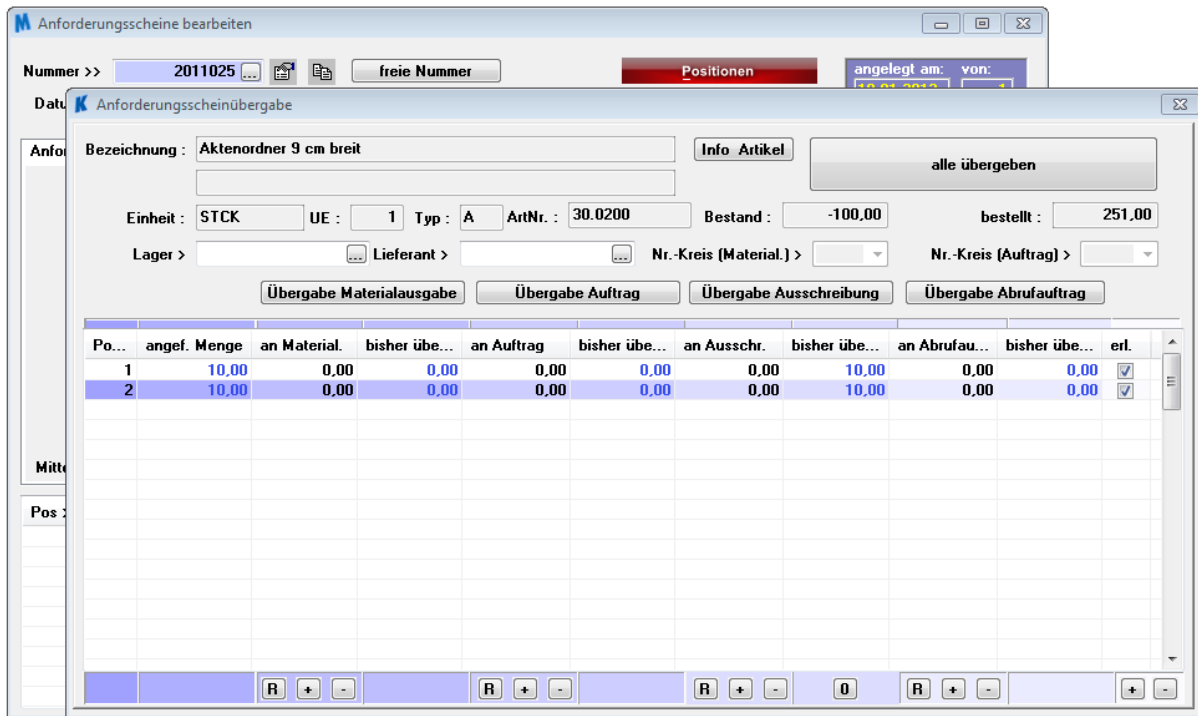 Anforderungsscheine bearbeiten
Nummer >> 2011025 ... freie Nummer Positionen angelegt am: von:
Datu
Anforderungsscheinübergabe
Anfo
Bezeichnung : Aktenordner 9 cm breit Info Artikel alle übergeben
Einheit : STCK UE : 1 Typ : A ArtNr. : 30.0200 Bestand : -100,00 bestellt : 251,00
Lager > ... Lieferant > ... Nr.-Kreis (Material.) > Nr.-Kreis (Auftrag) >
Übergabe Materialausgabe Übergabe Auftrag Übergabe Ausschreibung Übergabe Abrufauftrag
Po... angef. Menge an Material. bisher übe... an Auftrag bisher übe... an Ausschr. bisher übe... an Abrufau... bisher übe... erl.
1 10,00 0,00 0,00 0,00 0,00 0,00 10,00 0,00 0,00
2 10,00 0,00 0,00 0,00 0,00 0,00 10,00 0,00 0,00
Mitte
Pos >
R + - R + - R + - 0 R + - + -